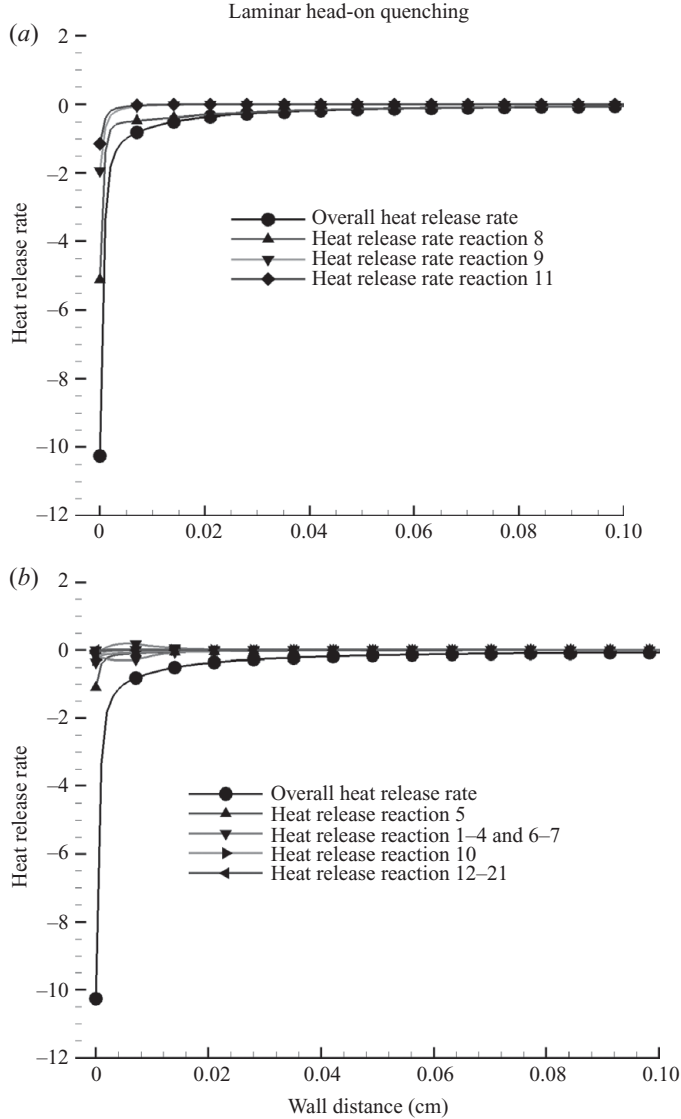 Laminar head-on quenching
(a)
2
0
–2
–4
–6
–8
–10
–12
Heat release rate
Overall heat release rate
Heat release rate reaction 8
Heat release rate reaction 9
Heat release rate reaction 11
0 0.02 0.04 0.06 0.08 0.10
(b)
2
0
–2
–4
–6
–8
–10
–12
Heat release rate
Overall heat release rate
Heat release reaction 5
Heat release reaction 1–4 and 6–7
Heat release reaction 10
Heat release reaction 12–21
0 0.02 0.04 0.06 0.08 0.10
Wall distance (cm)